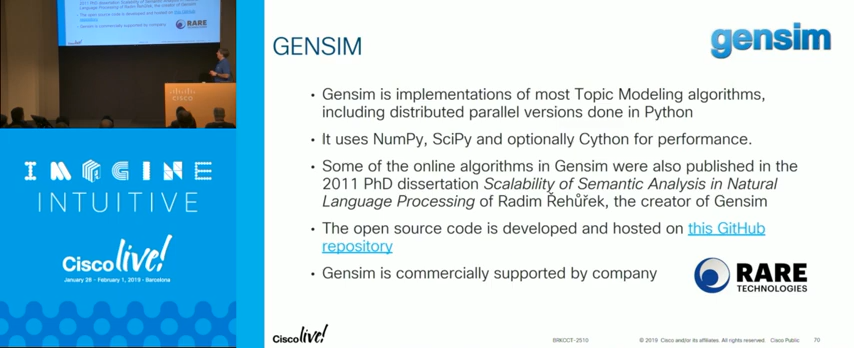 GENSIM
gensim
• Gensim is implementations of most Topic Modeling algorithms,
including distributed parallel versions done in Python
• It uses NumPy, SciPy and optionally Cython for performance.
• Some of the online algorithms in Gensim were also published in the
2011 PhD dissertation Scalability of Semantic Analysis in Natural
Language Processing of Radim Řehůřek, the creator of Gensim
• The open source code is developed and hosted on this GitHub
repository
• Gensim is commercially supported by company
RARE
TECHNOLOGIES
CISCO
IMAGINE
INTUITIVE
Cisco live!
January 28 - February 1, 2019 · Barcelona
Cisco live!
BRKCCT-2510
© 2019 Cisco and/or its affiliates. All rights reserved. Cisco Public
70